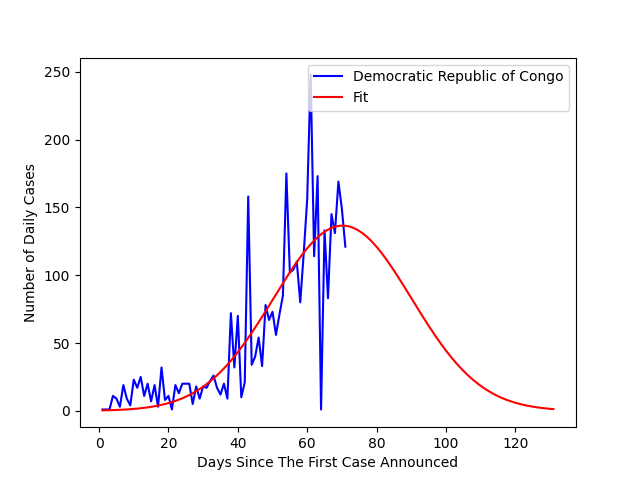 Democratic Republic of Congo
Fit
Number of Daily Cases
250
200
150
100
50
0
0 20 40 60 80 100 120
Days Since The First Case Announced